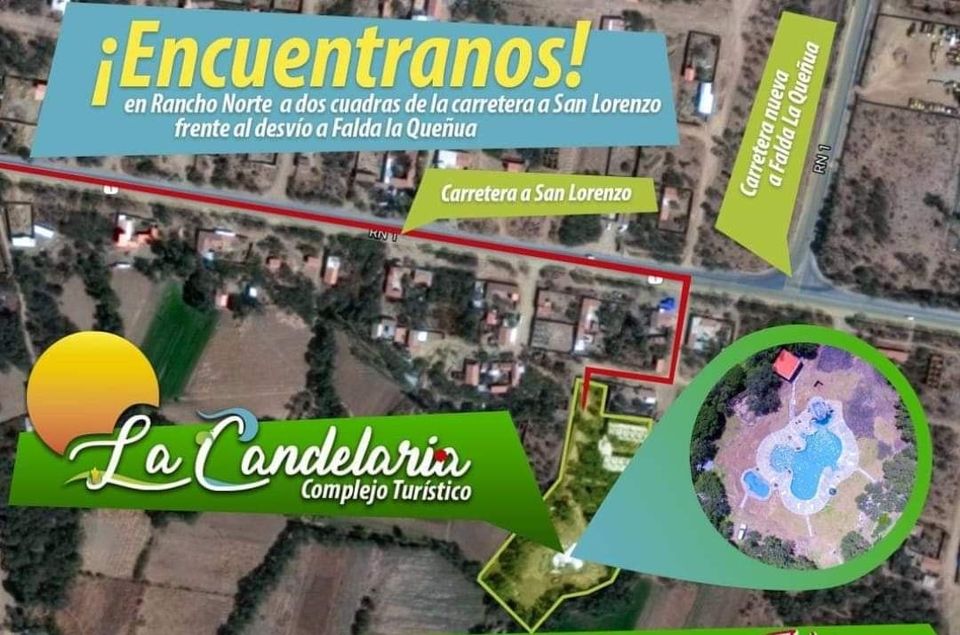 ¡Encuentranos!
en Rancho Norte a dos cuadras de la carretera a San Lorenzo
frente al desvío a Falda la Queñua
Carretera nueva
a Falda La Queñua
RN 1
Carretera a San Lorenzo
RN 1
La Candelaria
Complejo Turístico